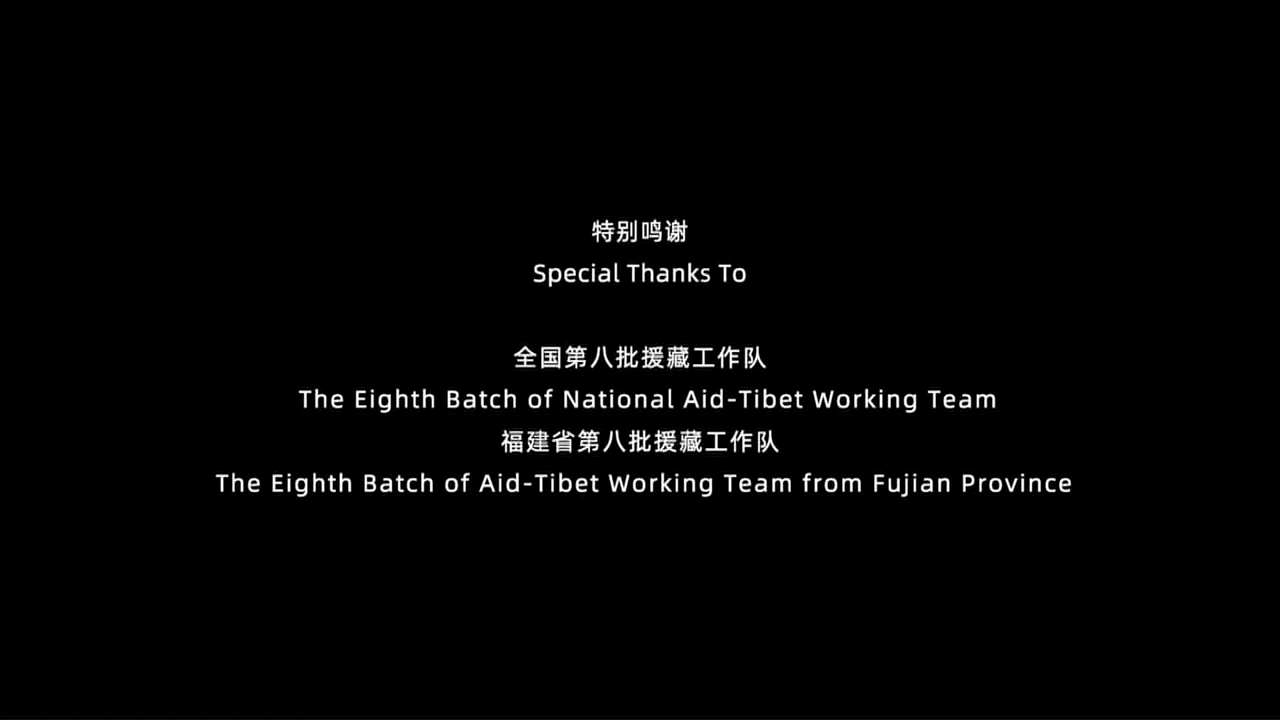 特别鸣谢
Special Thanks To
全国第八批援藏工作队
The Eighth Batch of National Aid-Tibet Working Team
福建省第八批援藏工作队
The Eighth Batch of Aid-Tibet Working Team from Fujian Province